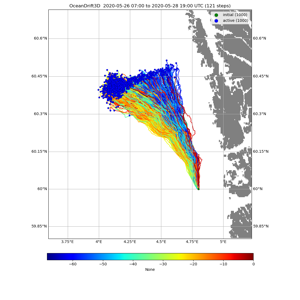 OceanDrift3D 2020-05-26 07:00 to 2020-05-28 19:00 UTC (121 steps)
initial (1000)
active (1000)
60.6°N
60.6°N
60.45°N
60.45°N
60.3°N
60.3°N
60.15°N
60.15°N
60°N
60°N
59.85°N
59.85°N
3.75°E
4°E
4.25°E
4.5°E
4.75°E
5°E
−60
−50
−40
−30
−20
−10
0
None